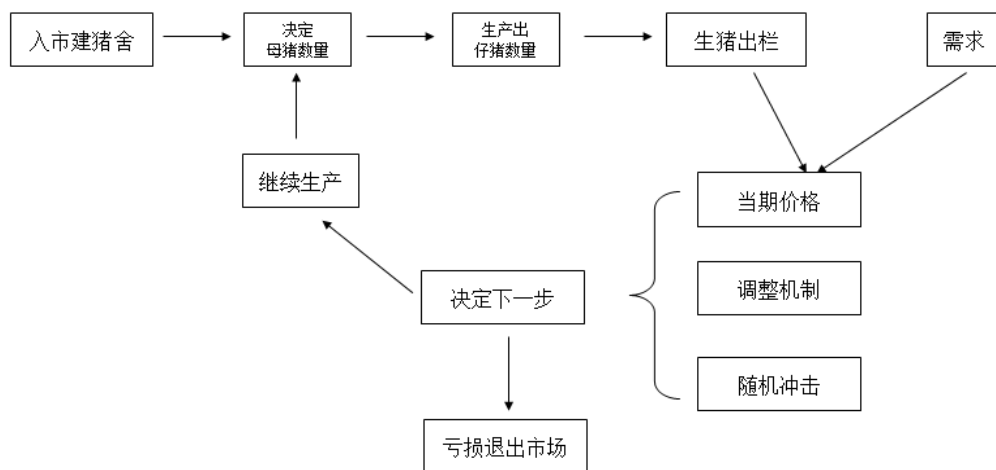 入市建猪舍
决定
母猪数量
生产出
仔猪数量
生猪出栏
需求
继续生产
当期价格
决定下一步
调整机制
随机冲击
亏损退出市场